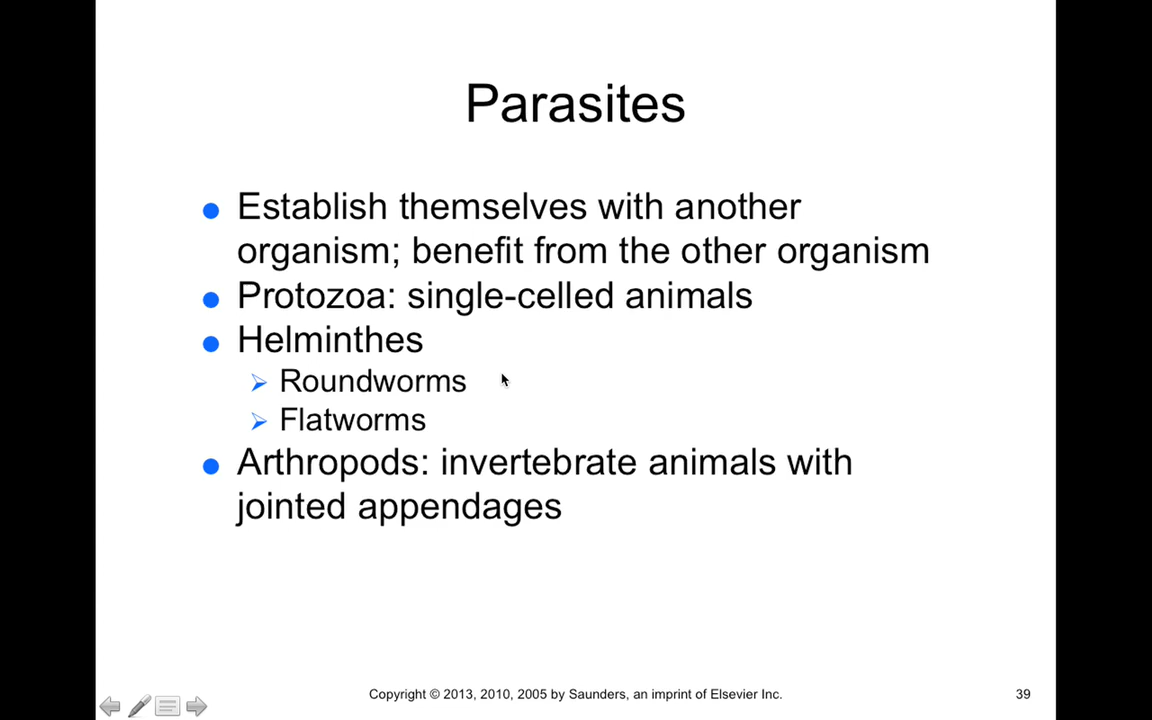 Parasites
Establish themselves with another
organism; benefit from the other organism
Protozoa: single-celled animals
Helminthes
Roundworms
Flatworms
Arthropods: invertebrate animals with
jointed appendages
Copyright © 2013, 2010, 2005 by Saunders, an imprint of Elsevier Inc.
39